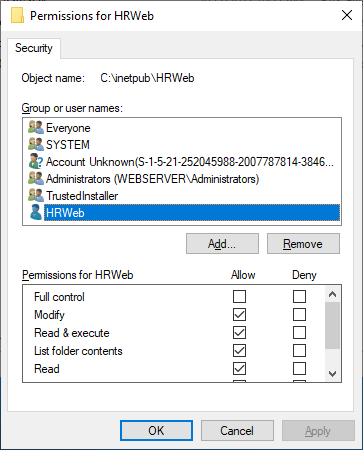 Permissions for HRWeb
Security
Object name: C:\inetpub\HRWeb
Group or user names:
Everyone
SYSTEM
Account Unknown(S-1-5-21-252045988-2007787814-3846...
Administrators (WEBSERVER\Administrators)
TrustedInstaller
HRWeb
Add... Remove
Permissions for HRWeb Allow Deny
Full control
Modify
Read & execute
List folder contents
Read
OK Cancel Apply